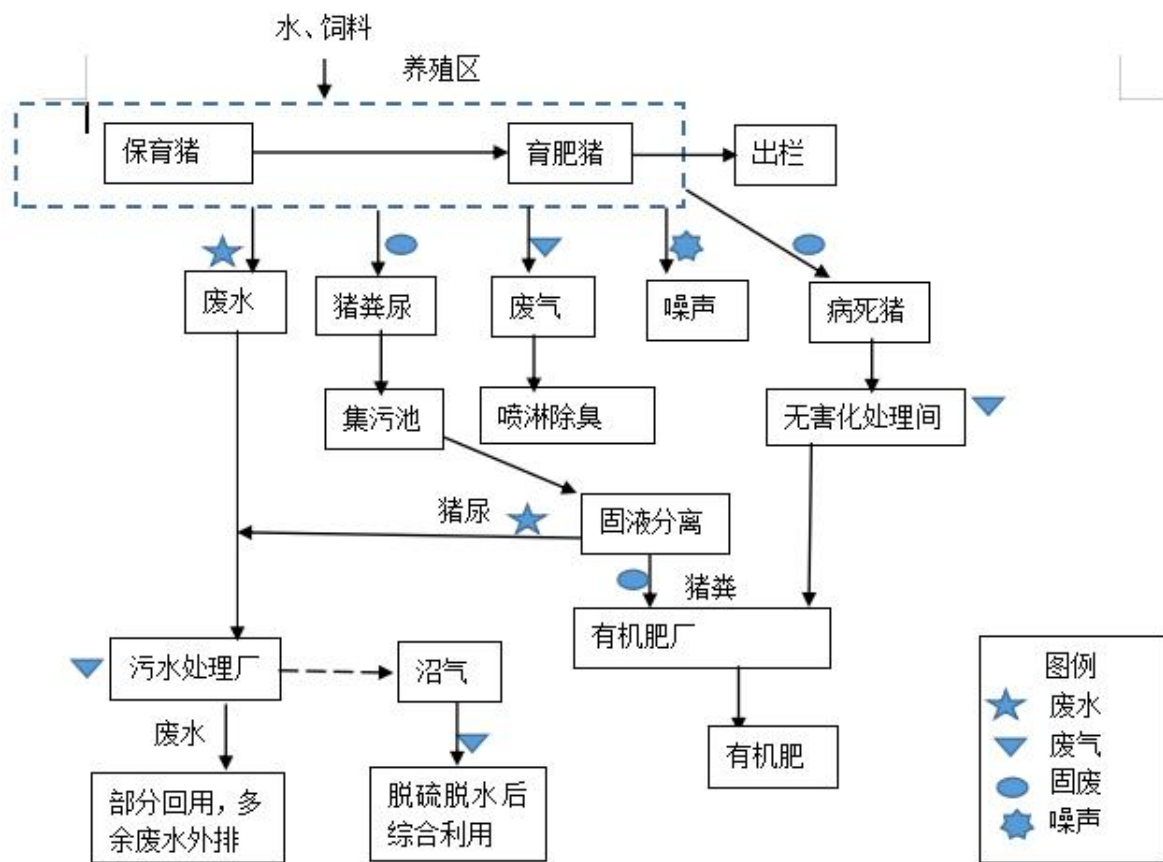 水、饲料
养殖区
保育猪
育肥猪
出栏
废水
猪粪尿
废气
噪声
病死猪
集污池
喷淋除臭
无害化处理间
猪尿
固液分离
猪粪
有机肥厂
污水处理厂
沼气
废水
有机肥
部分回用，多
余废水外排
脱硫脱水后
综合利用
图例
废水
废气
固废
噪声